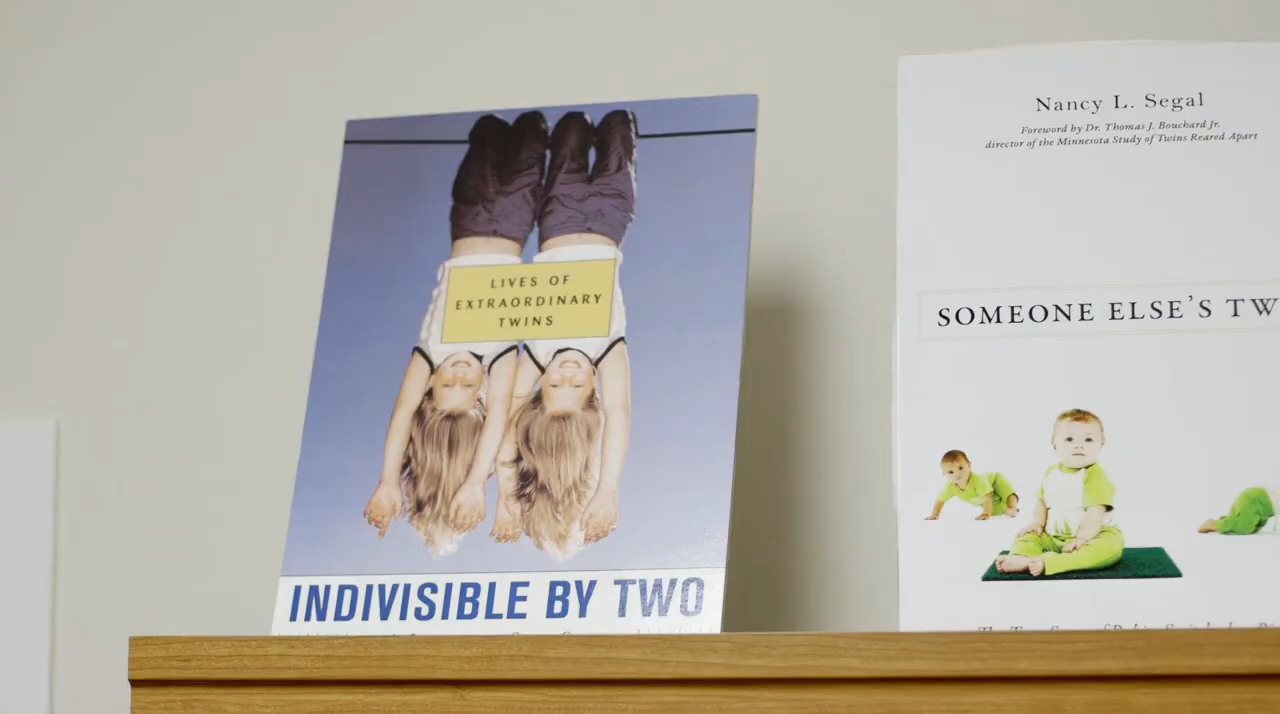 LIVES OF
EXTRAORDINARY
TWINS
INDIVISIBLE BY TWO
Nancy L. Segal
Foreword by Dr. Thomas J. Bouchard Jr.
director of the Minnesota Study of Twins Reared Apart
SOMEONE ELSE'S TW